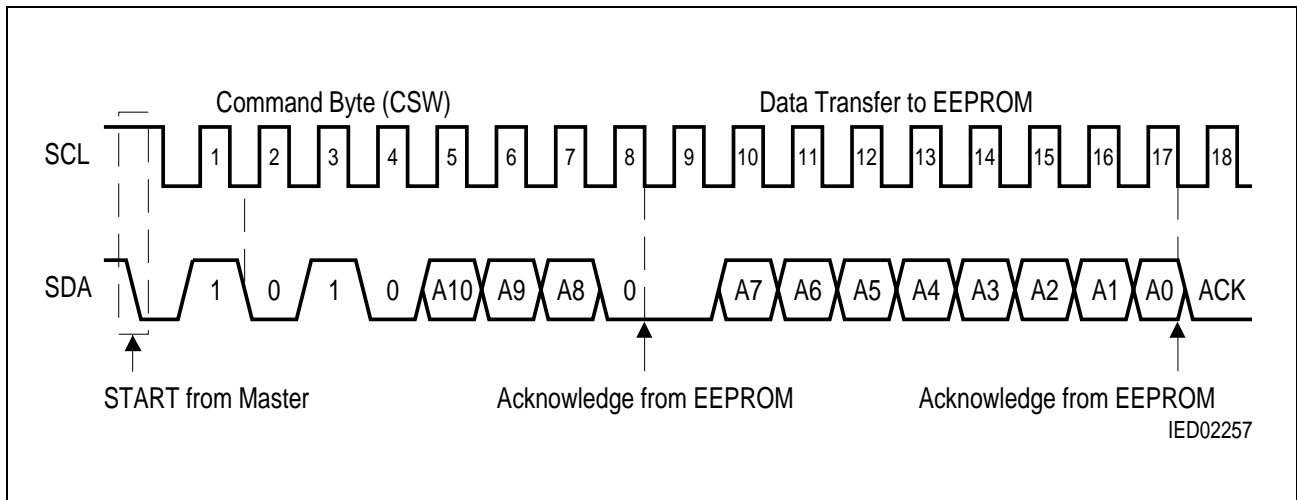 Command Byte (CSW) Data Transfer to EEPROM
SCL 1 2 3 4 5 6 7 8 9 10 11 12 13 14 15 16 17 18
SDA 1 0 1 0 A10 A9 A8 0 A7 A6 A5 A4 A3 A2 A1 A0 ACK
START from Master Acknowledge from EEPROM Acknowledge from EEPROM
IED02257